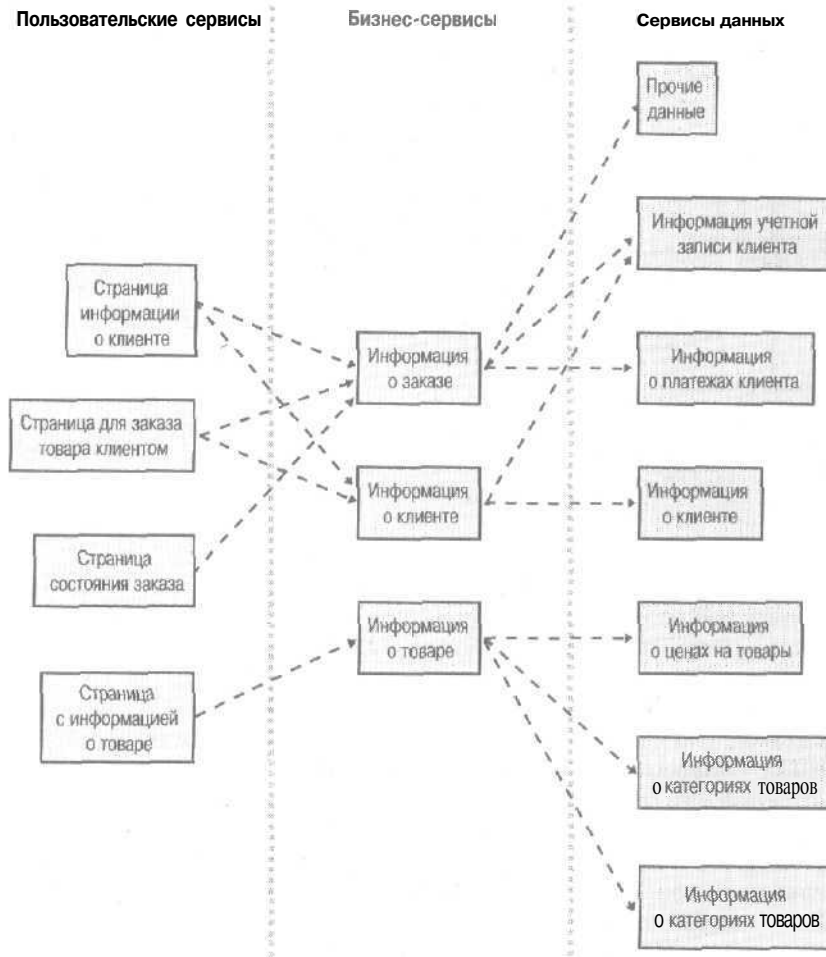 Пользовательские сервисы
Бизнес-сервисы
Сервисы данных
Прочие
данные
Информация учетной
записи клиента
Страница
информации
о клиенте
Информация
о заказе
Информация
о платежах клиента
Страница для заказа
товара клиентом
Информация
о клиенте
Информация
о клиенте
Страница
состояния заказа
Информация
о товаре
Информация
о ценах на товары
Страница
с информацией
о товаре
Информация
о категориях товаров
Информация
о категориях товаров